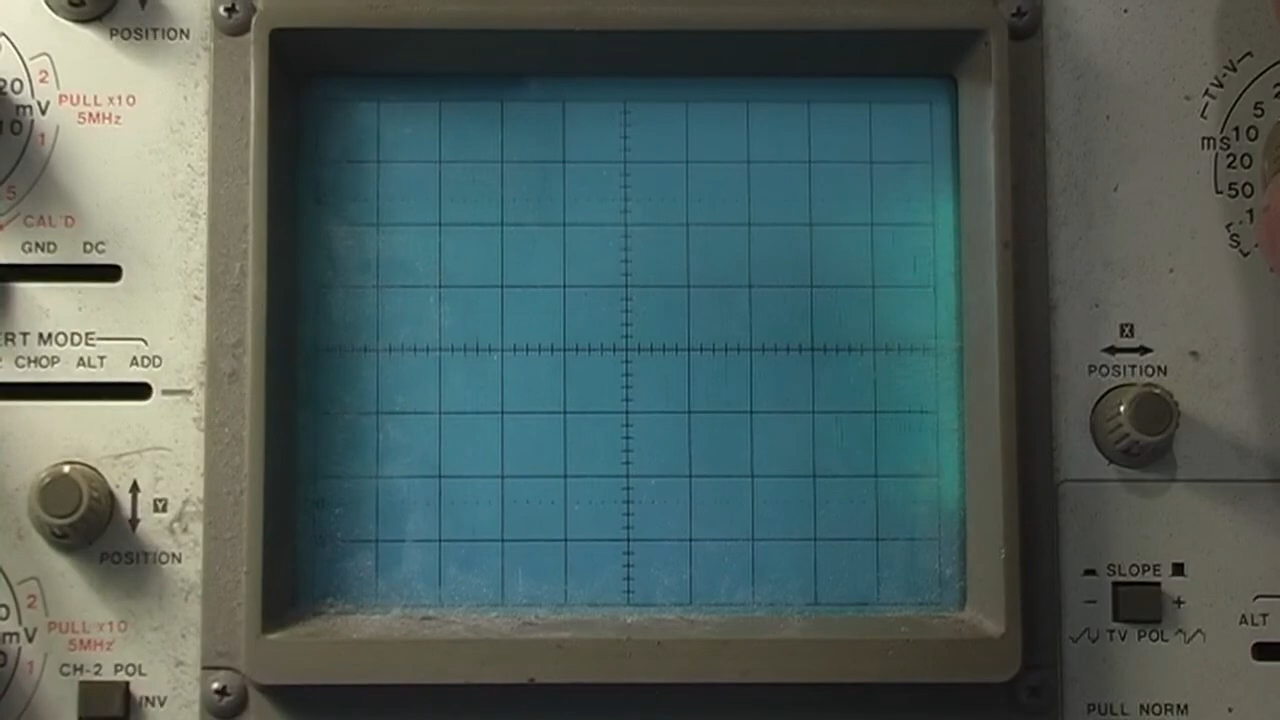 POSITION
20
mV
10
2
PULL x10
5MHz
1
.5
CAL'D
GND DC
ERT MODE
CHOP ALT ADD
Y
POSITION
2
mV
PULL x10
5MHz
1
CH-2 POL
INV
TV-V
5
10
ms
20
50
.1
S
X
POSITION
SLOPE
- +
TV POL
ALT
PULL NORM